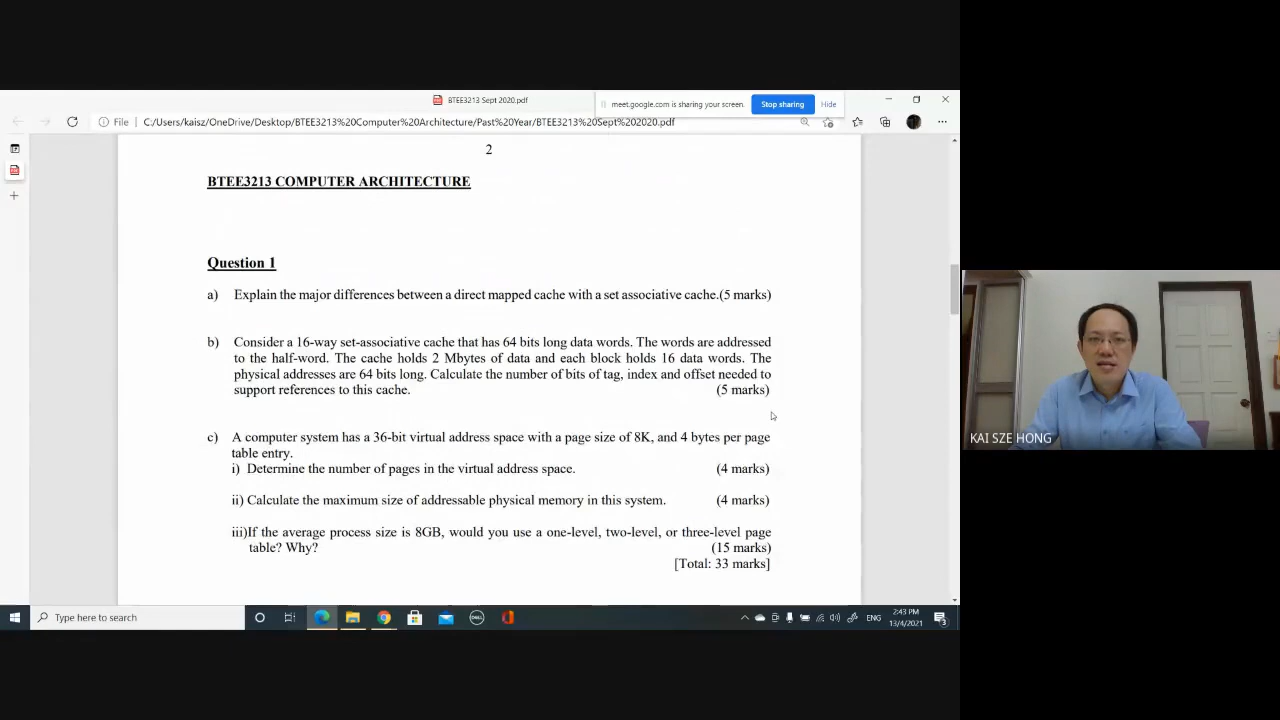 BTEE3213 Sept 2020.pdf
meet.google.com is sharing your screen.
Stop sharing
Hide
File
C:/Users/kaisz/OneDrive/Desktop/BTEE3213%20Computer%20Architecture/Past%20Year/BTEE3213%20Sept%202020.pdf
2
BTEE3213 COMPUTER ARCHITECTURE
Question 1
a) Explain the major differences between a direct mapped cache with a set associative cache.(5 marks)
b) Consider a 16-way set-associative cache that has 64 bits long data words. The words are addressed
to the half-word. The cache holds 2 Mbytes of data and each block holds 16 data words. The
physical addresses are 64 bits long. Calculate the number of bits of tag, index and offset needed to
support references to this cache. (5 marks)
c) A computer system has a 36-bit virtual address space with a page size of 8K, and 4 bytes per page
table entry.
i) Determine the number of pages in the virtual address space. (4 marks)
ii) Calculate the maximum size of addressable physical memory in this system. (4 marks)
iii)If the average process size is 8GB, would you use a one-level, two-level, or three-level page
table? Why? (15 marks)
[Total: 33 marks]
KAI SZE HONG
Type here to search
DELL
ENG
2:43 PM
13/4/2021
3